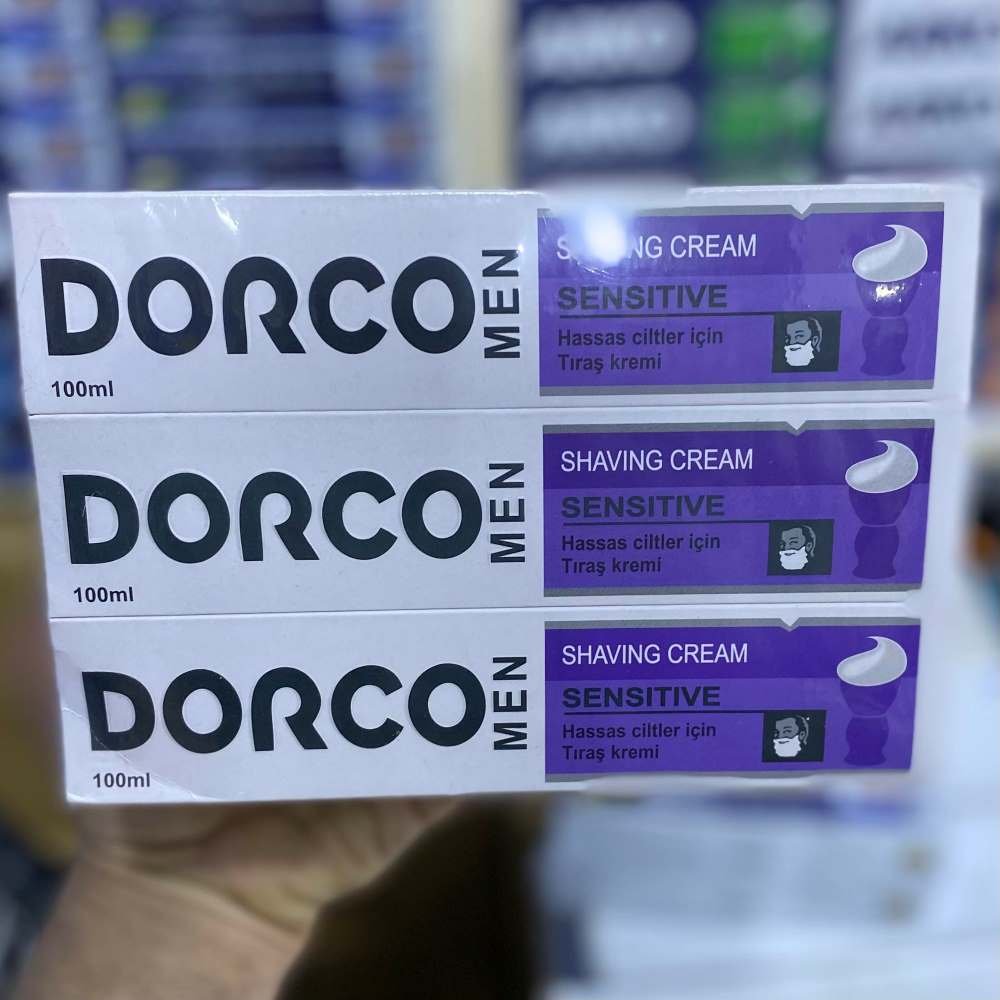 DORCO
MEN
100ml
SHAVING CREAM
SENSITIVE
Hassas ciltler için
Tıraş kremi
DORCO
MEN
100ml
SHAVING CREAM
SENSITIVE
Hassas ciltler için
Tıraş kremi
DORCO
MEN
100ml
SHAVING CREAM
SENSITIVE
Hassas ciltler için
Tıraş kremi